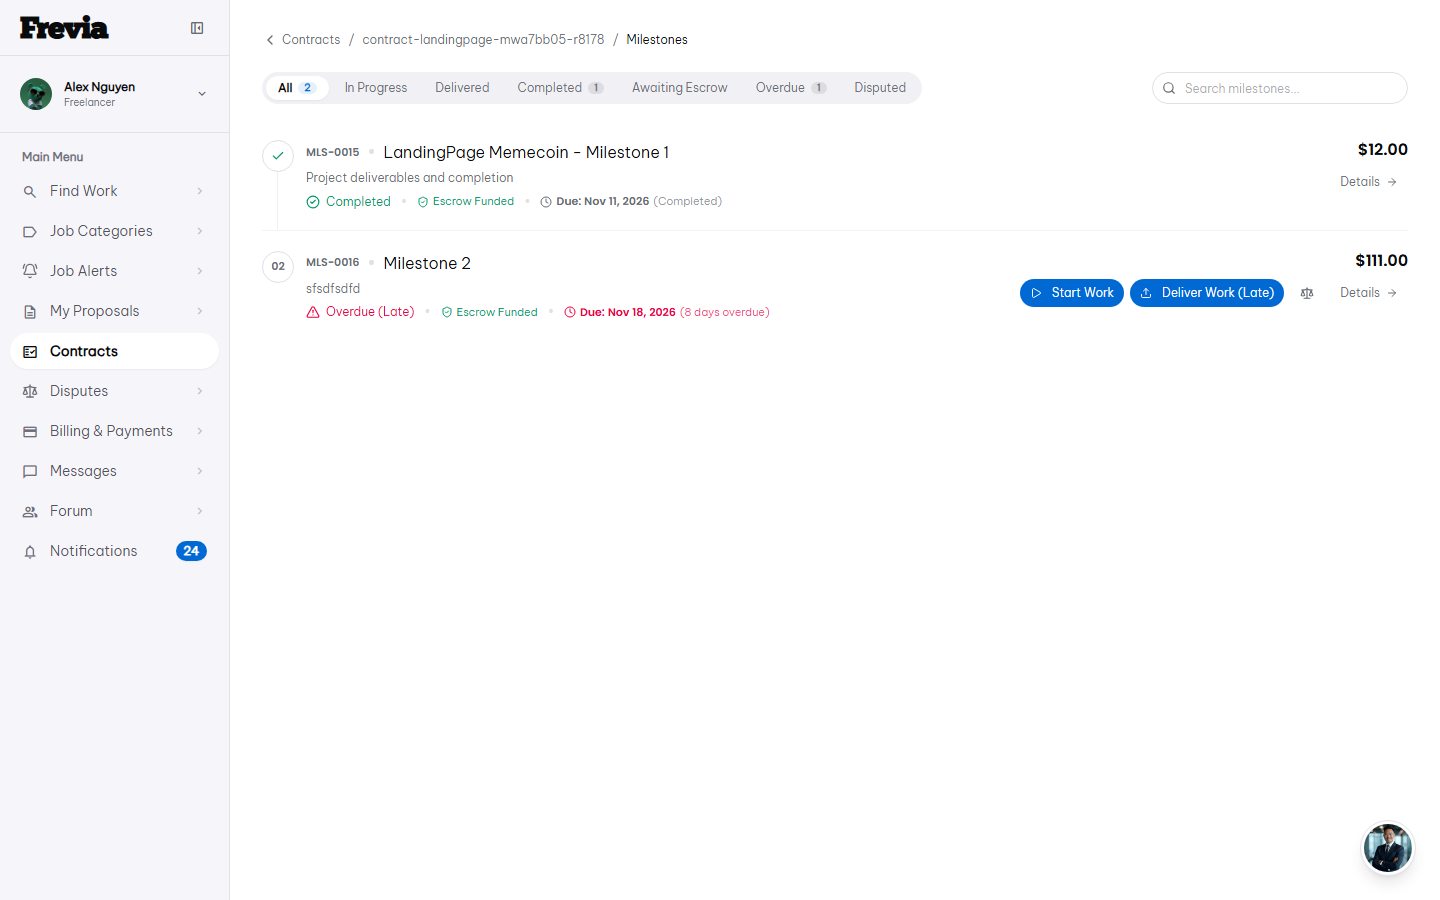 Frevia
Alex Nguyen
Freelancer
Main Menu
Find Work
Job Categories
Job Alerts
My Proposals
Contracts
Disputes
Billing & Payments
Messages
Forum
Notifications 24
Contracts / contract-landingpage-mwa7bb05-r8178 / Milestones
All 2 In Progress Delivered Completed 1 Awaiting Escrow Overdue 1 Disputed
Search milestones...
MLS-0015 LandingPage Memecoin - Milestone 1 $12.00
Project deliverables and completion Details
Completed Escrow Funded Due: Nov 11, 2026 (Completed)
02 MLS-0016 Milestone 2 $111.00
sfsdfsdfd Start Work Deliver Work (Late) Details
Overdue (Late) Escrow Funded Due: Nov 18, 2026 (8 days overdue)